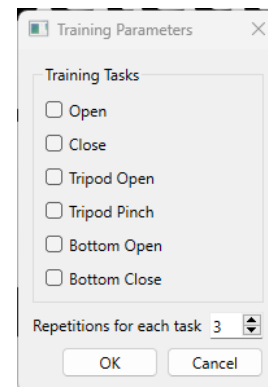 Training Parameters
Training Tasks
Open
Close
Tripod Open
Tripod Pinch
Bottom Open
Bottom Close
Repetitions for each task 3
OK Cancel